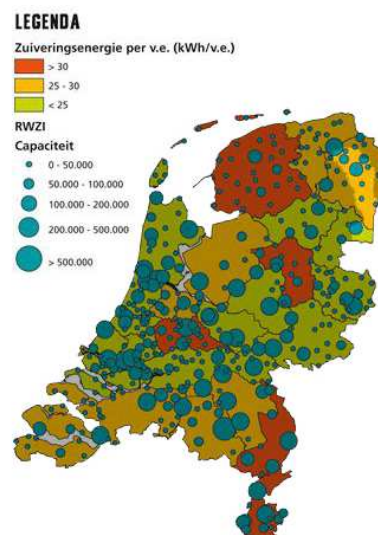 LEGENDA
Zuiveringsenergie per v.e. (kWh/v.e.)
> 30
25 - 30
< 25
RWZI
Capaciteit
0 - 50.000
50.000 - 100.000
100.000 - 200.000
200.000 - 500.000
> 500.000